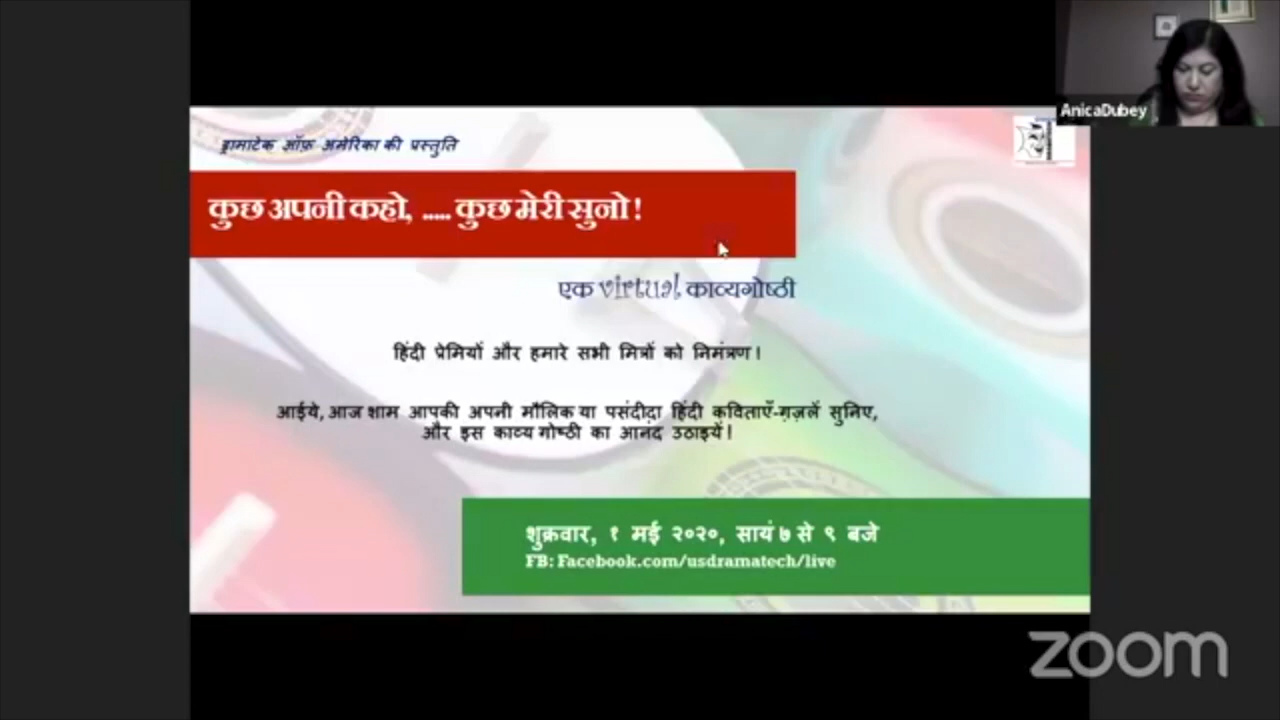 AnicaDubey
ड्रामाटेक ऑफ़ अमेरिका की प्रस्तुति
कुछ अपनी कहो, ..... कुछ मेरी सुनो !
एक virtual काव्यगोष्ठी
हिंदी प्रेमियों और हमारे सभी मित्रों को निमंत्रण।
आईये, आज शाम आपकी अपनी मौलिक या पसंदीदा हिंदी कविताएँ-ग़ज़लें सुनिए,
और इस काव्य गोष्ठी का आनंद उठाइयें।
शुक्रवार, १ मई २०२०, सायं ७ से ९ बजे
FB: Facebook.com/usdramatech/live
zoom